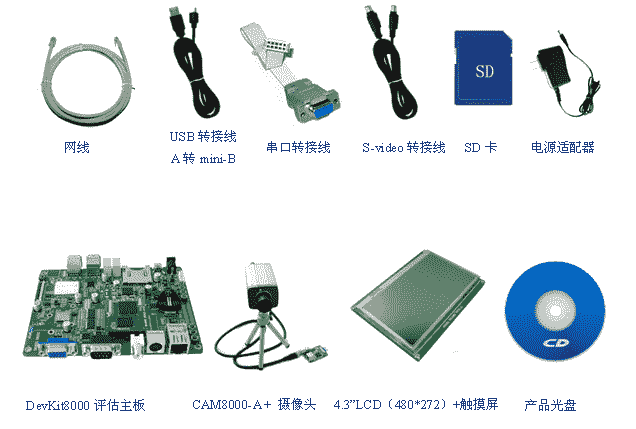 SD
网线
USB 转接线
A 转 mini-B
串口转接线
S-video 转接线
SD 卡
电源适配器
CD
DevKit8000 评估主板
CAM8000-A+ 摄像头
4.3”LCD（480*272）+触摸屏
产品光盘